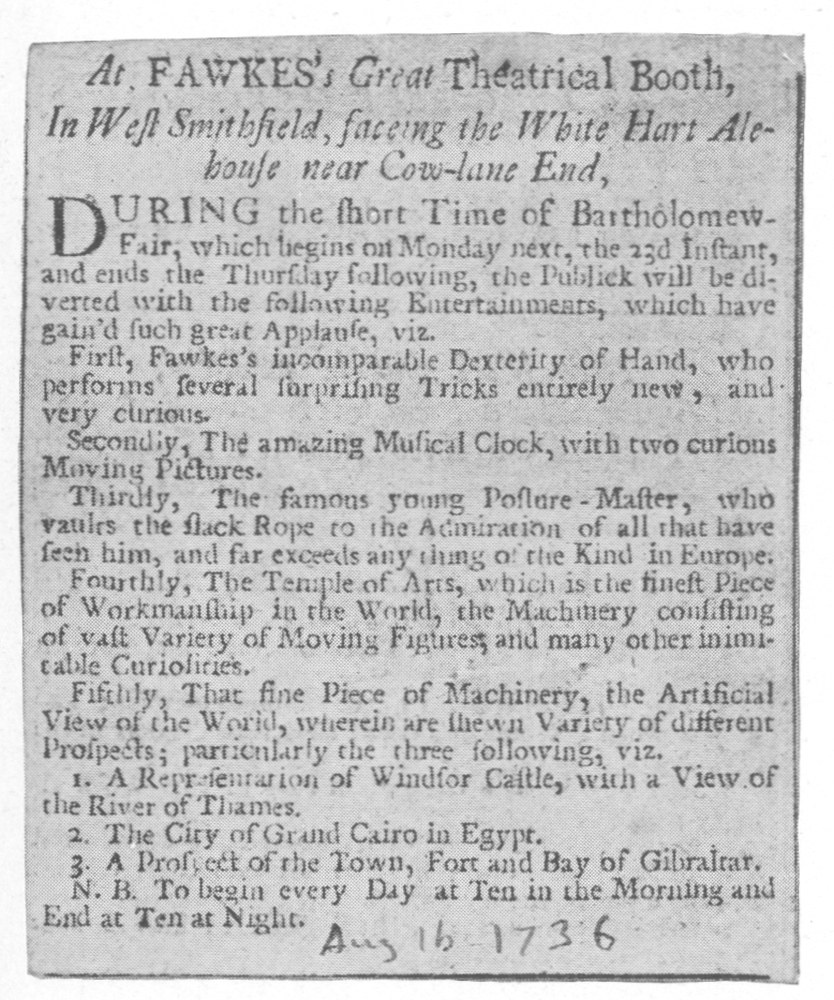 At FAWKES's Great Theatrical Booth,
In Weſt Smithfield, faceing the White Hart Ale-
houſe near Cow-lane End,
DURING the ſhort Time of Bartholomew-
Fair, which begins on Monday next, the 23d Inſtant,
and ends the Thurſday following, the Publick will be di-
verted with the following Entertainments, which have
gain'd ſuch great Applauſe, viz.
Firſt, Fawkes's incomparable Dexterity of Hand, who
performs ſeveral ſurpriſing Tricks entirely new, and
very curious.
Secondly, The amazing Muſical Clock, with two curious
Moving Pictures.
Thirdly, The famous young Poſture-Maſter, who
vaults the ſlack Rope to the Admiration of all that have
ſeen him, and far exceeds any thing of the Kind in Europe.
Fourthly, The Temple of Arts, which is the fineſt Piece
of Workmanſhip in the World, the Machinery conſiſting
of vaſt Variety of Moving Figures, and many other inimi-
table Curioſities.
Fifthly, That fine Piece of Machinery, the Artificial
View of the World, wherein are ſhewn Variety of different
Proſpects; particularly the three following, viz.
1. A Repreſentation of Windſor Caſtle, with a View of
the River of Thames.
2. The City of Grand Cairo in Egypt.
3. A Proſpect of the Town, Fort and Bay of Gibraltar.
N. B. To begin every Day at Ten in the Morning and
End at Ten at Night.
Aug 16 1736